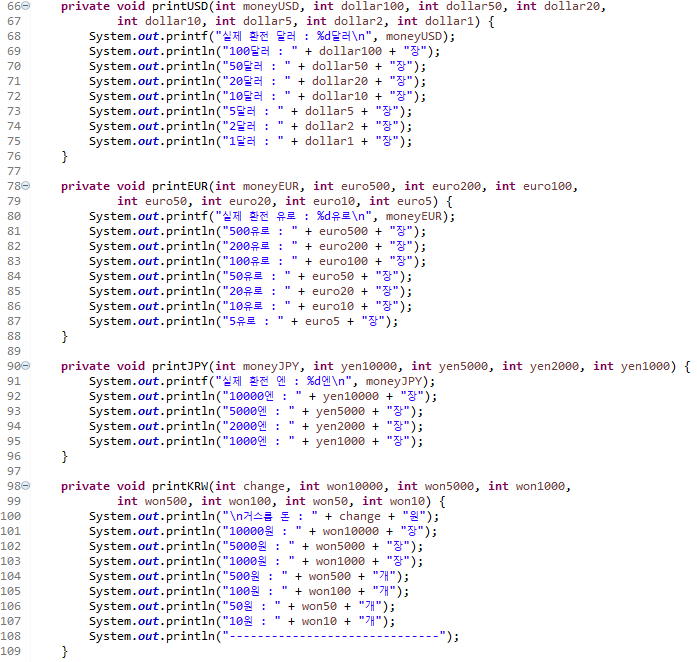 66 private void printUSD(int moneyUSD, int dollar100, int dollar50, int dollar20,
67 int dollar10, int dollar5, int dollar2, int dollar1) {
68 System.out.printf("실제 환전 달러 : %d달러\n", moneyUSD);
69 System.out.println("100달러 : " + dollar100 + "장");
70 System.out.println("50달러 : " + dollar50 + "장");
71 System.out.println("20달러 : " + dollar20 + "장");
72 System.out.println("10달러 : " + dollar10 + "장");
73 System.out.println("5달러 : " + dollar5 + "장");
74 System.out.println("2달러 : " + dollar2 + "장");
75 System.out.println("1달러 : " + dollar1 + "장");
76 }
77
78 private void printEUR(int moneyEUR, int euro500, int euro200, int euro100,
79 int euro50, int euro20, int euro10, int euro5) {
80 System.out.printf("실제 환전 유로 : %d유로\n", moneyEUR);
81 System.out.println("500유로 : " + euro500 + "장");
82 System.out.println("200유로 : " + euro200 + "장");
83 System.out.println("100유로 : " + euro100 + "장");
84 System.out.println("50유로 : " + euro50 + "장");
85 System.out.println("20유로 : " + euro20 + "장");
86 System.out.println("10유로 : " + euro10 + "장");
87 System.out.println("5유로 : " + euro5 + "장");
88 }
89
90 private void printJPY(int moneyJPY, int yen10000, int yen5000, int yen2000, int yen1000) {
91 System.out.printf("실제 환전 엔 : %d엔\n", moneyJPY);
92 System.out.println("10000엔 : " + yen10000 + "장");
93 System.out.println("5000엔 : " + yen5000 + "장");
94 System.out.println("2000엔 : " + yen2000 + "장");
95 System.out.println("1000엔 : " + yen1000 + "장");
96 }
97
98 private void printKRW(int change, int won10000, int won5000, int won1000,
99 int won500, int won100, int won50, int won10) {
100 System.out.println("\n거스름 돈 : " + change + "원");
101 System.out.println("10000원 : " + won10000 + "장");
102 System.out.println("5000원 : " + won5000 + "장");
103 System.out.println("1000원 : " + won1000 + "장");
104 System.out.println("500원 : " + won500 + "개");
105 System.out.println("100원 : " + won100 + "개");
106 System.out.println("50원 : " + won50 + "개");
107 System.out.println("10원 : " + won10 + "개");
108 System.out.println("------------------------------");
109 }